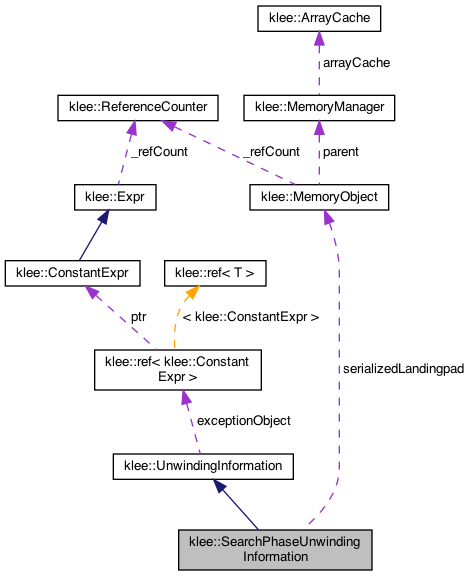 klee::ArrayCache
arrayCache
klee::ReferenceCounter
klee::MemoryManager
_refCount
_refCount
parent
klee::Expr
klee::MemoryObject
klee::ConstantExpr
klee::ref< T >
ptr
< klee::ConstantExpr >
klee::ref< klee::Constant
Expr >
serializedLandingpad
exceptionObject
klee::UnwindingInformation
klee::SearchPhaseUnwinding
Information